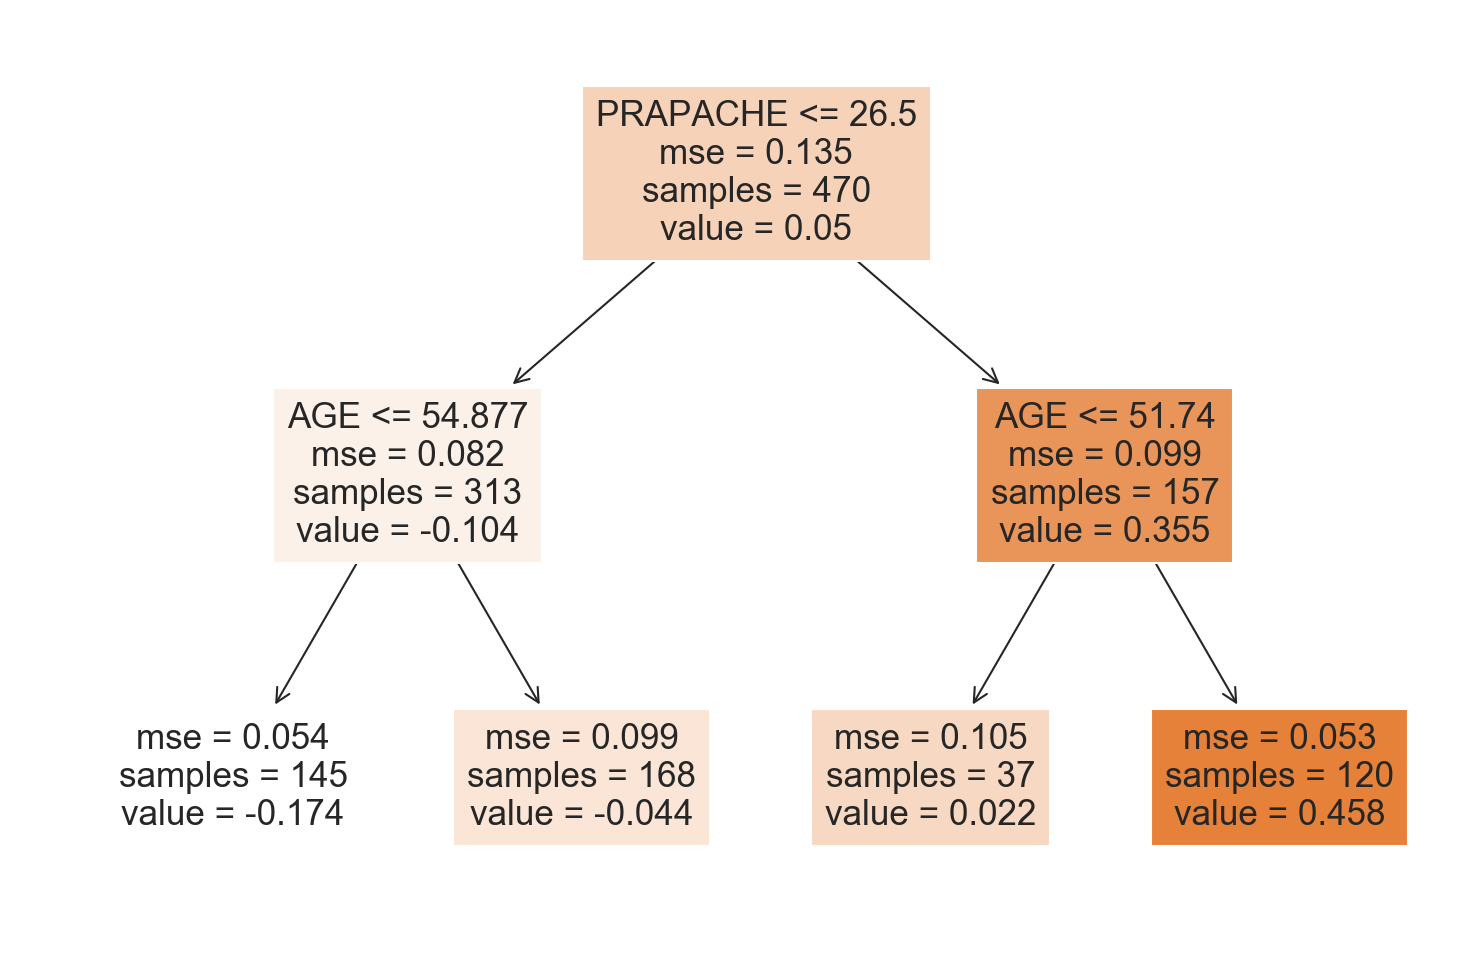 PRAPACHE <= 26.5
mse = 0.135
samples = 470
value = 0.05
AGE <= 54.877
mse = 0.082
samples = 313
value = -0.104
AGE <= 51.74
mse = 0.099
samples = 157
value = 0.355
mse = 0.054
samples = 145
value = -0.174
mse = 0.099
samples = 168
value = -0.044
mse = 0.105
samples = 37
value = 0.022
mse = 0.053
samples = 120
value = 0.458